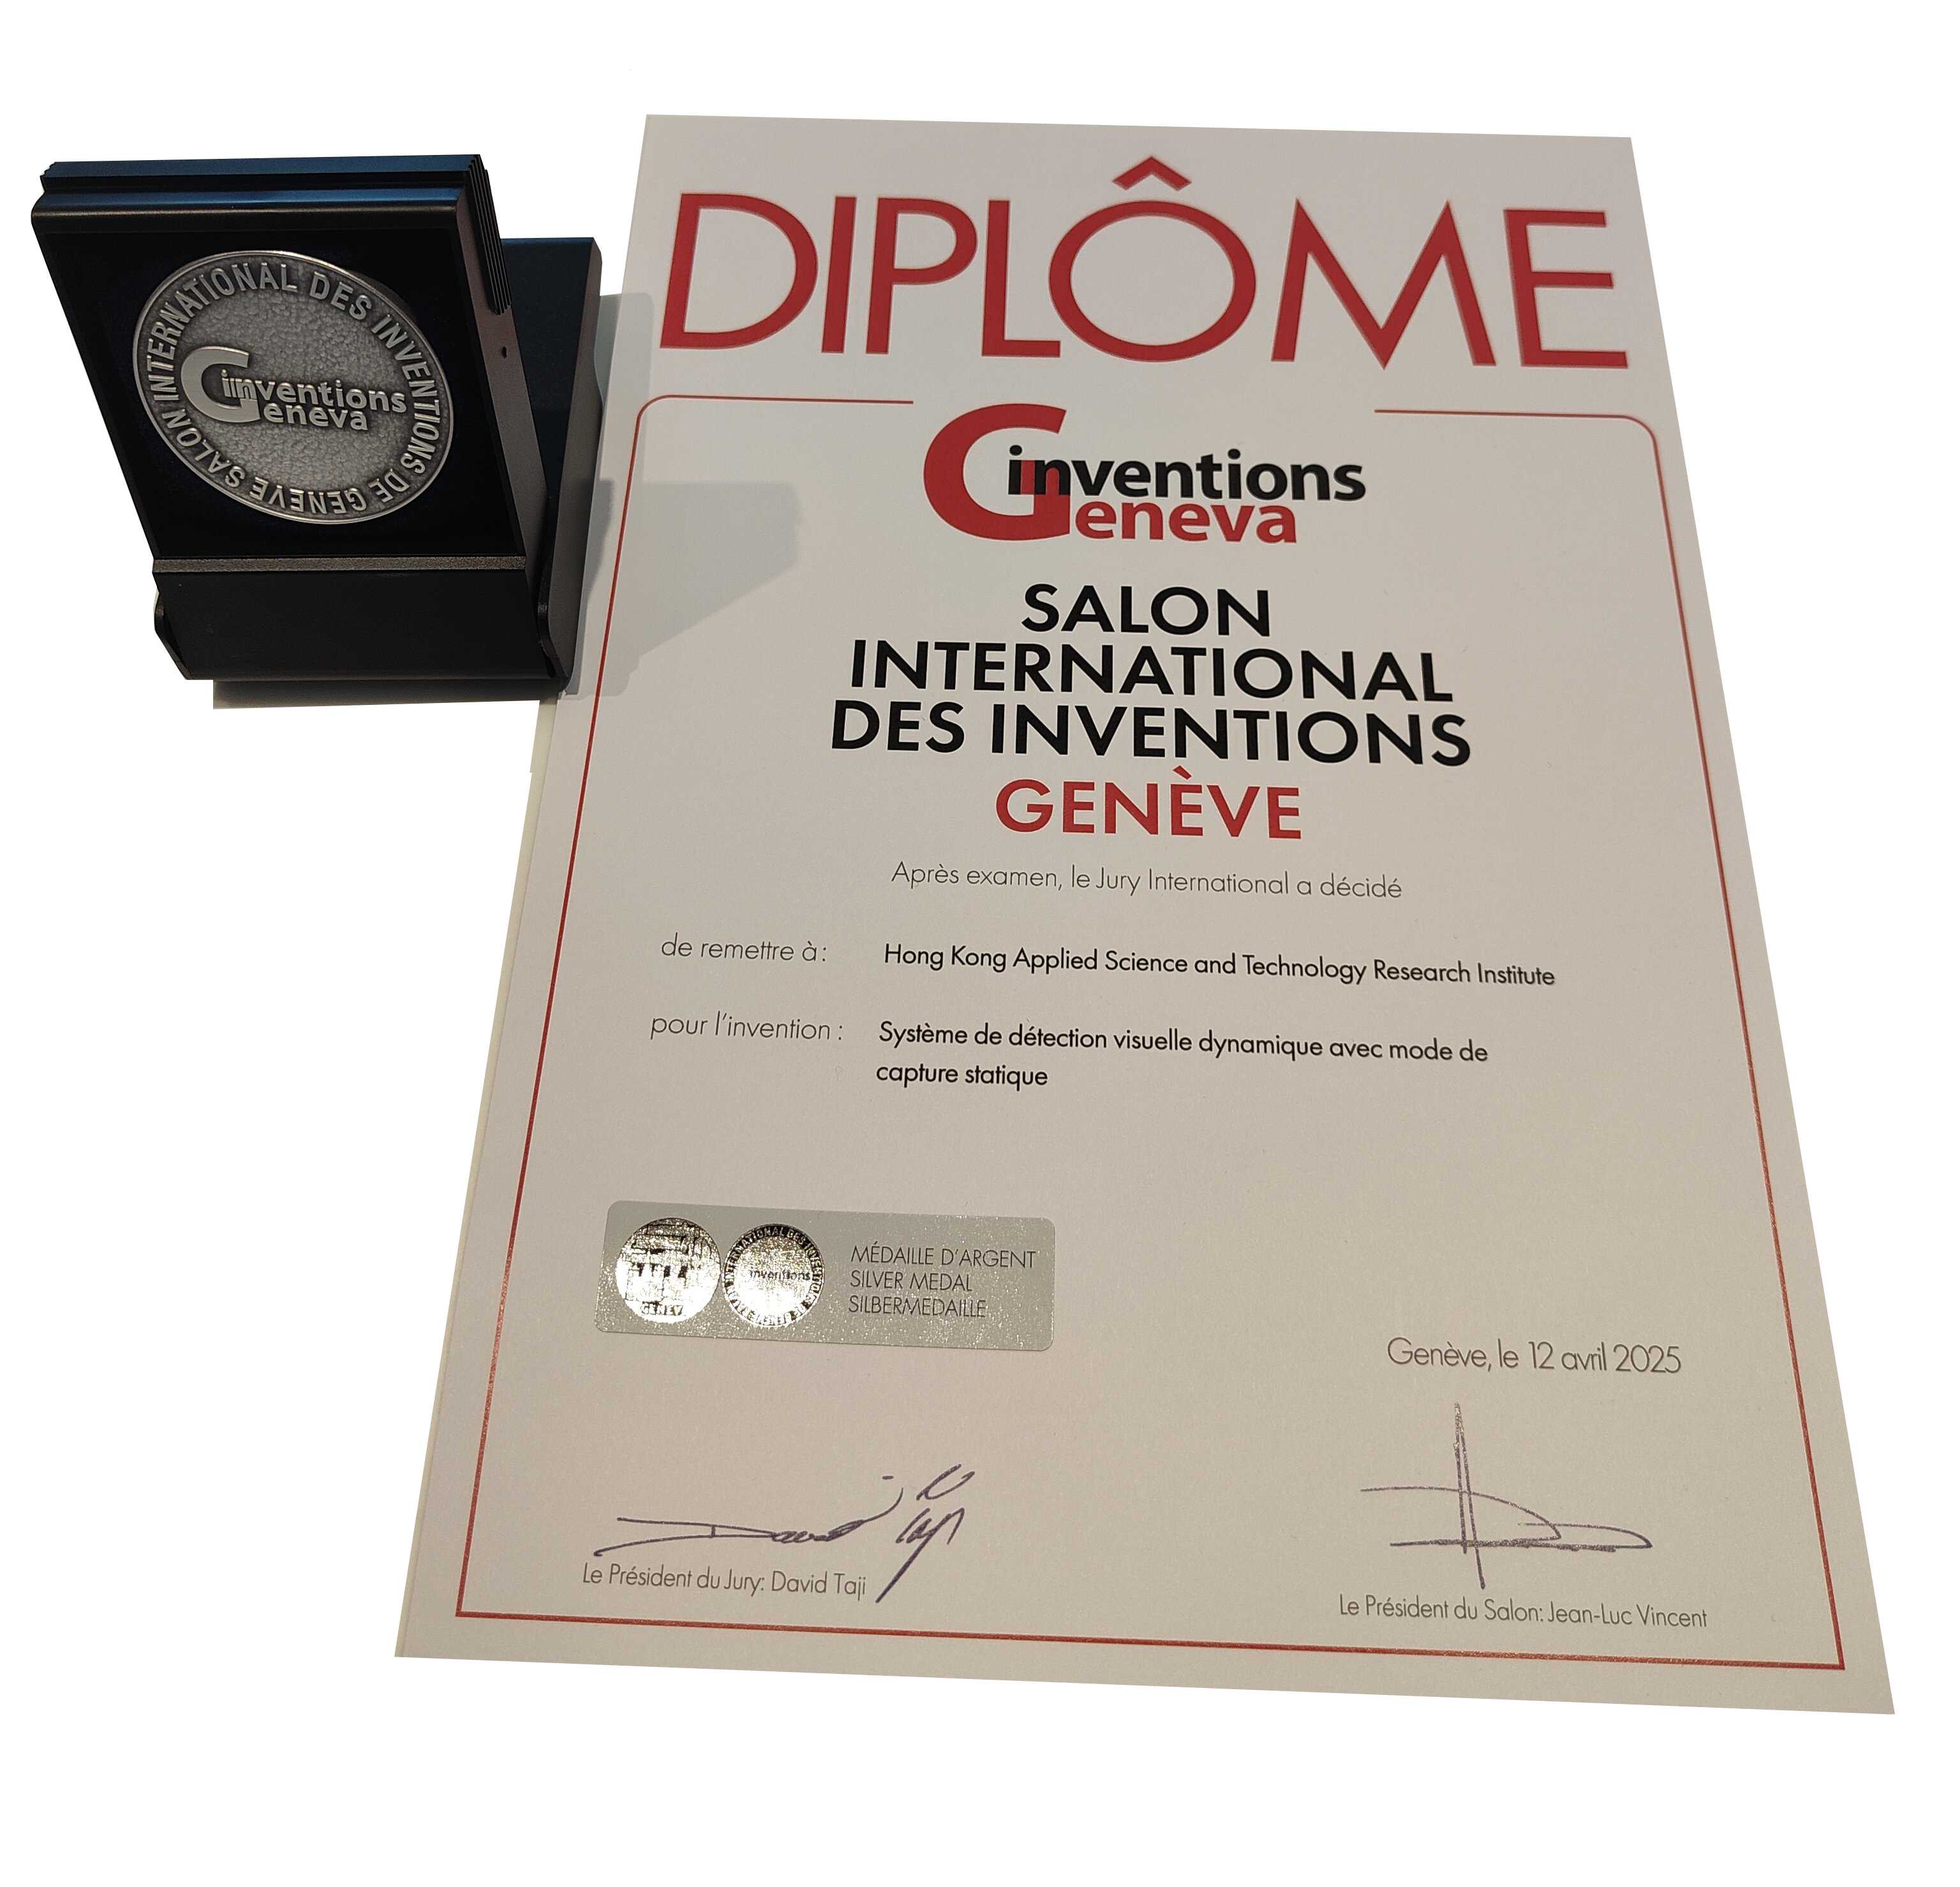 SALON INTERNATIONAL DES INVENTIONS DE GENEVE
inventions
Geneva
DIPLÔME
inventions
Geneva
SALON
INTERNATIONAL
DES INVENTIONS
GENÈVE
Après examen, le Jury International a décidé
de remettre à: Hong Kong Applied Science and Technology Research Institute
pour l'invention : Système de détection visuelle dynamique avec mode de
capture statique
MÉDAILLE D'ARGENT
SILVER MEDAL
SILBERMEDAILLE
inventions
Genève, le 12 avril 2025
Le Président du Jury: David Taji
Le Président du Salon: Jean-Luc Vincent